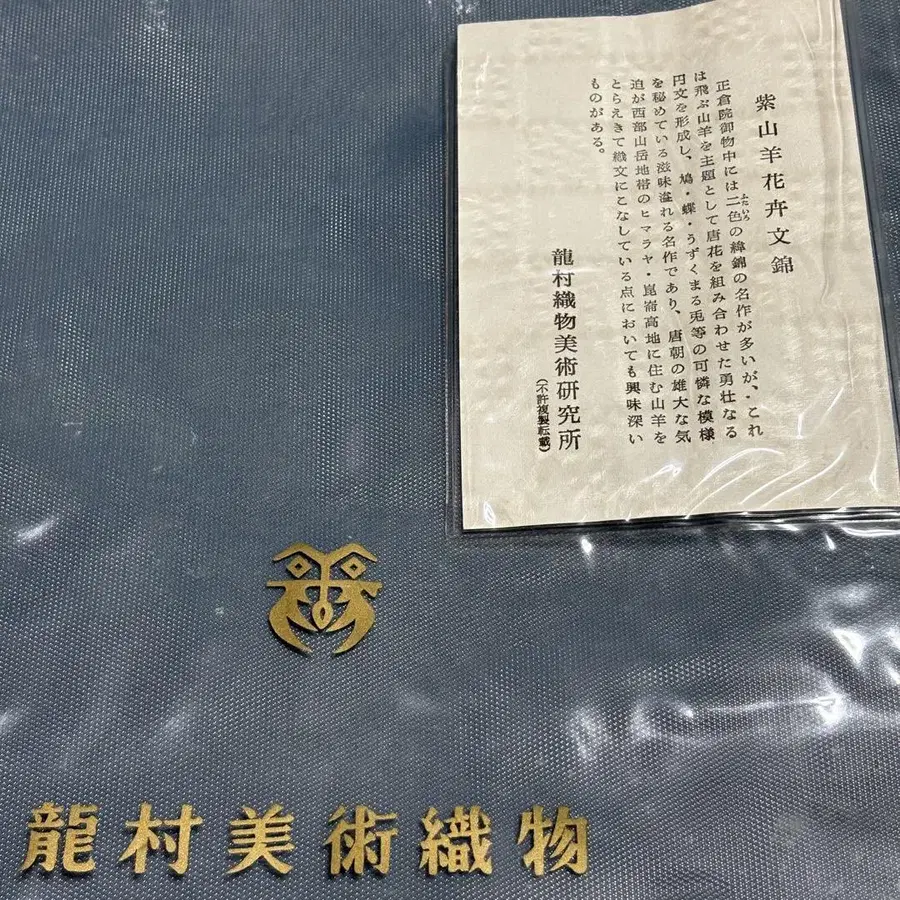 紫山羊花卉文錦
正倉院御物中には二色の緯錦の名作が多いが、これ
ふたいろ
は飛ぶ山羊を主題として唐花を組み合わせた勇壮なる
円文を形成し、鳩・蝶・うずくまる兎等の可憐な模様
を秘めている滋味溢れる名作であり、唐朝の雄大な気
迫が西部山岳地帯のヒマラヤ・崑崙高地に住む山羊を
とらえきて織文にこなしている点においても興味深い
ものがある。
龍村織物美術研究所
（不許複製転載）
龍村美術織物